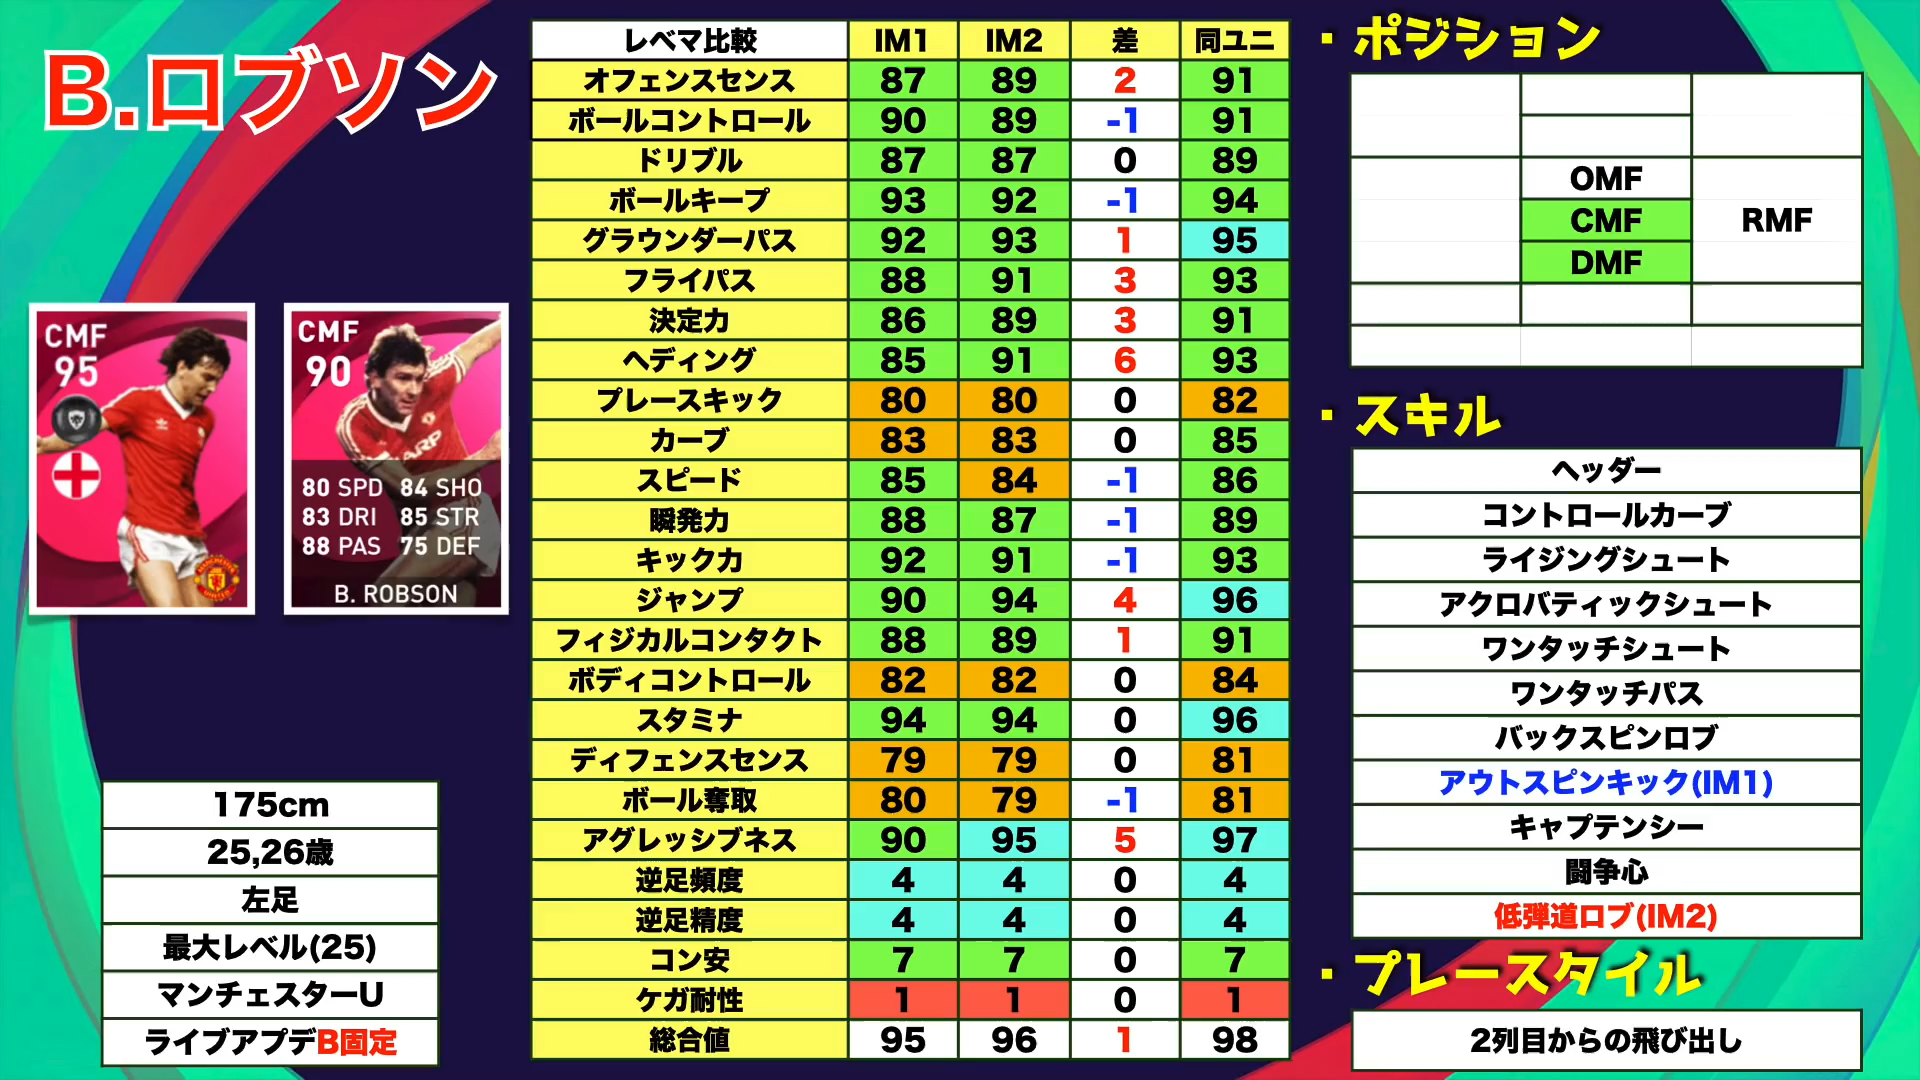 B.ロブソン
CMF
95
MANCHESTER
UNITED
CMF
90
80 SPD 84 SHO
83 DRI 85 STR
88 PAS 75 DEF
B. ROBSON
175cm
25,26歳
左足
最大レベル(25)
マンチェスターU
ライブアプデB固定
レベマ比較 IM1 IM2 差 同ユニ
オフェンスセンス 87 89 2 91
ボールコントロール 90 89 -1 91
ドリブル 87 87 0 89
ボールキープ 93 92 -1 94
グラウンダーパス 92 93 1 95
フライパス 88 91 3 93
決定力 86 89 3 91
ヘディング 85 91 6 93
プレースキック 80 80 0 82
カーブ 83 83 0 85
スピード 85 84 -1 86
瞬発力 88 87 -1 89
キック力 92 91 -1 93
ジャンプ 90 94 4 96
フィジカルコンタクト 88 89 1 91
ボディコントロール 82 82 0 84
スタミナ 94 94 0 96
ディフェンスセンス 79 79 0 81
ボール奪取 80 79 -1 81
アグレッシブネス 90 95 5 97
逆足頻度 4 4 0 4
逆足精度 4 4 0 4
コン安 7 7 0 7
ケガ耐性 1 1 0 1
総合値 95 96 1 98
・ポジション
OMF
CMF RMF
DMF
・スキル
ヘッダー
コントロールカーブ
ライジングシュート
アクロバティックシュート
ワンタッチシュート
ワンタッチパス
バックスピンロブ
アウトスピンキック(IM1)
キャプテンシー
闘争心
低弾道ロブ(IM2)
・プレースタイル
2列目からの飛び出し